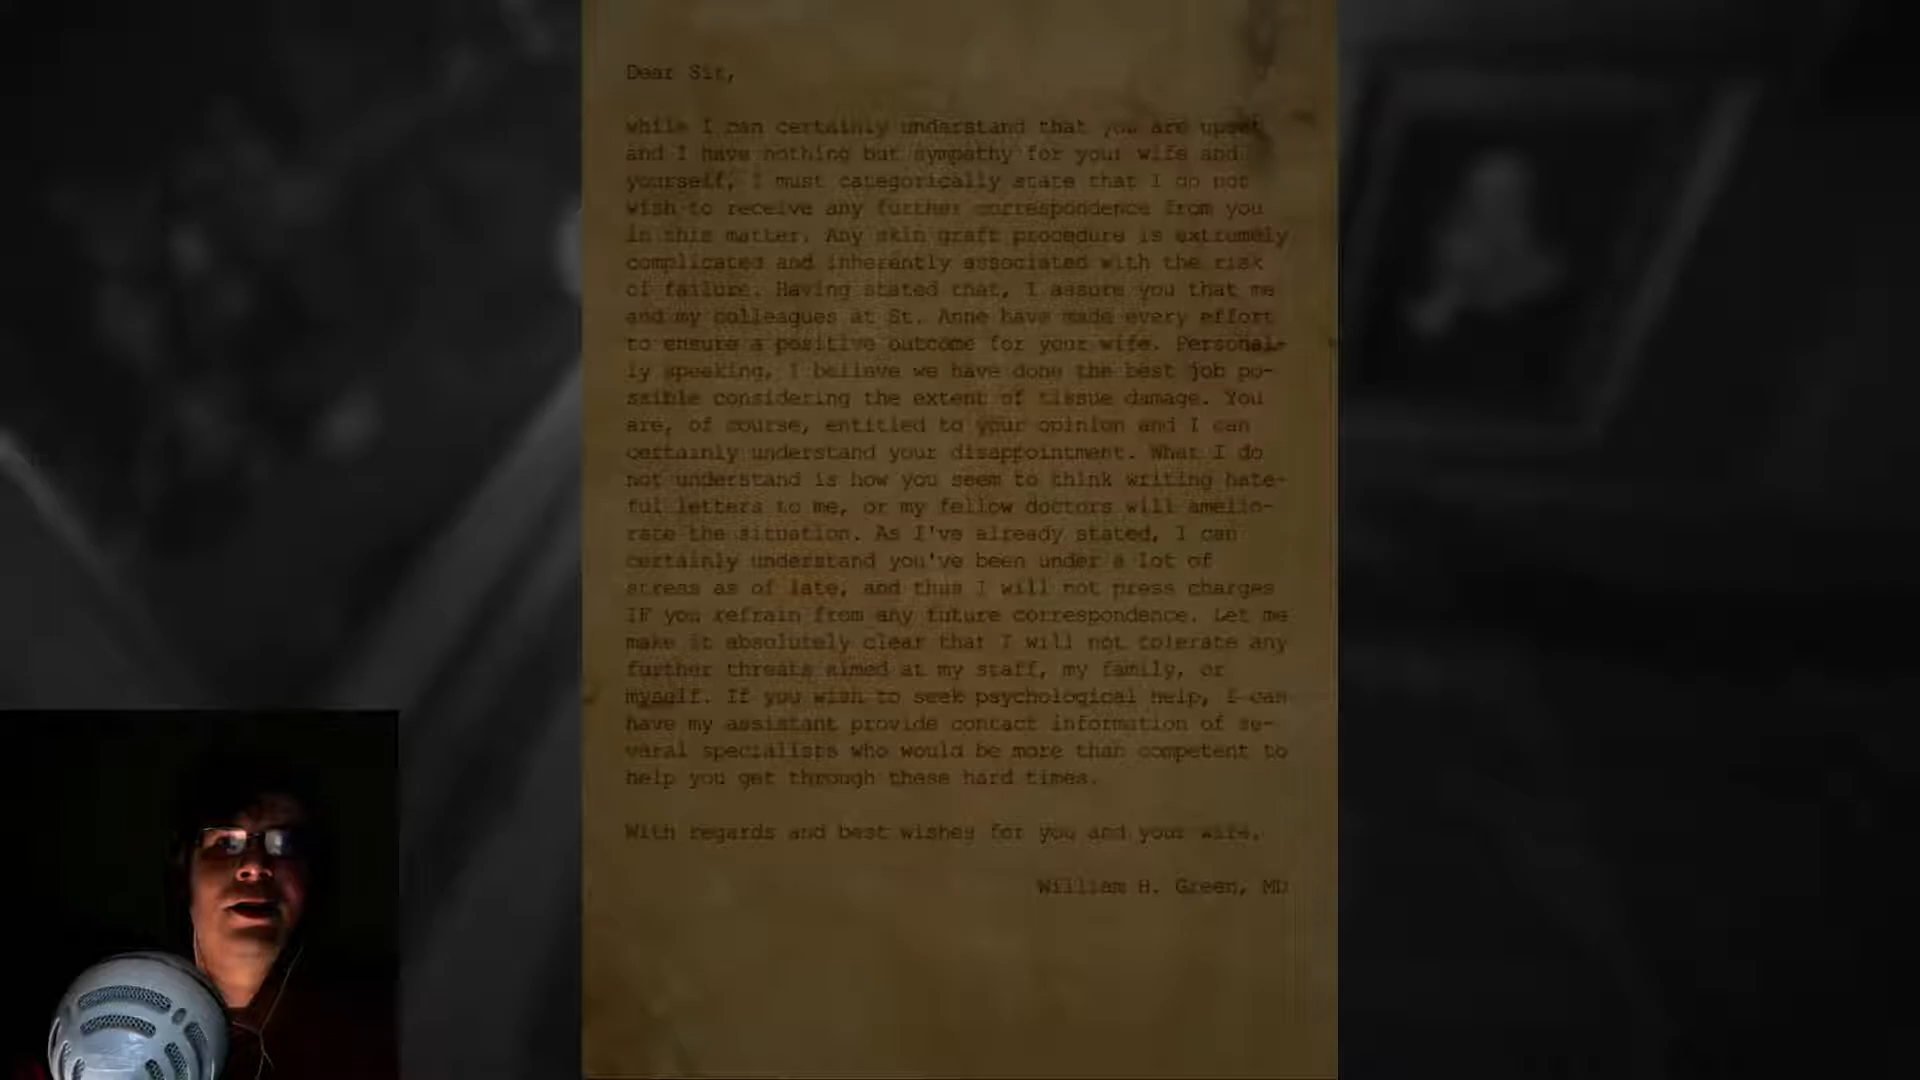 Dear Sir,
while I can certainly understand that you are upset
and I have nothing but sympathy for your wife and
yourself, I must categorically state that I do not
wish to receive any further correspondence from you
in this matter. Any skin graft procedure is extremely
complicated and inherently associated with the risk
of failure. Having stated that, I assure you that me
and my colleagues at St. Anne have made every effort
to ensure a positive outcome for your wife. Personal-
ly speaking, I believe we have done the best job po-
ssible considering the extent of tissue damage. You
are, of course, entitled to your opinion and I can
certainly understand your disappointment. What I do
not understand is how you seem to think writing hate-
ful letters to me, or my fellow doctors will amelio-
rate the situation. As I've already stated, I can
certainly understand you've been under a lot of
stress as of late, and thus I will not press charges
IF you refrain from any future correspondence. Let me
make it absolutely clear that I will not tolerate any
further threats aimed at my staff, my family, or
myself. If you wish to seek psychological help, I can
have my assistant provide contact information of se-
veral specialists who would be more than competent to
help you get through these hard times.
With regards and best wishes for you and your wife,
William H. Green, MD